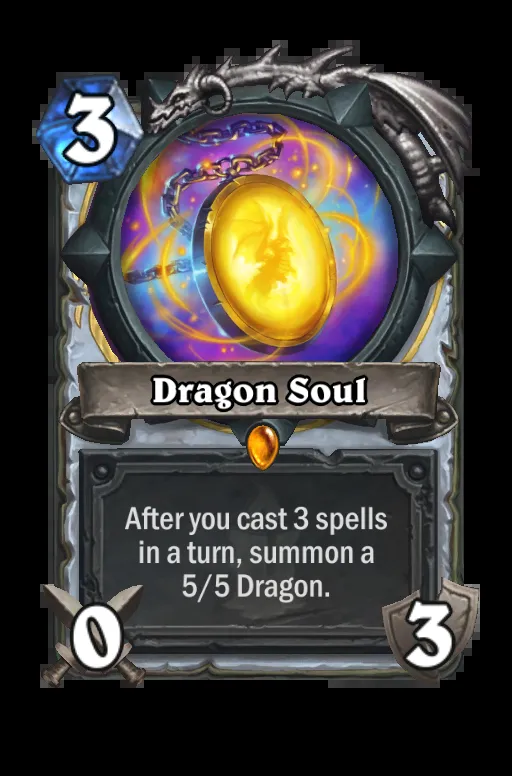 3
Dragon Soul
After you cast 3 spells
in a turn, summon a
5/5 Dragon.
0
3